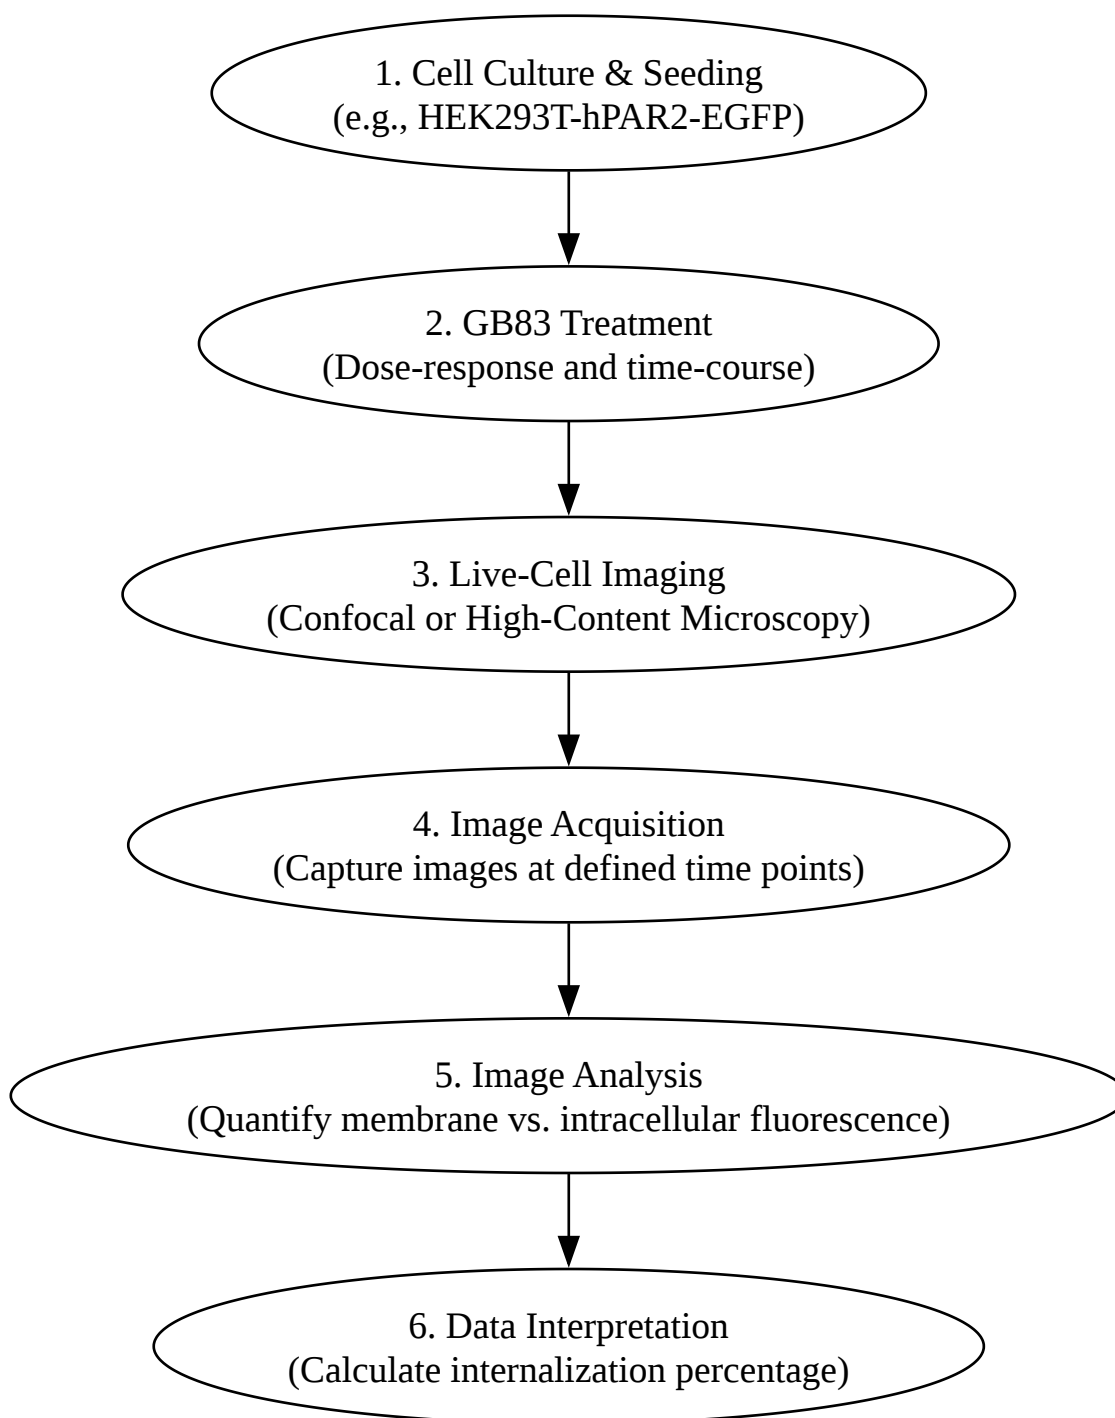 1. Cell Culture & Seeding
(e.g., HEK293T-hPAR2-EGFP)
2. GB83 Treatment
(Dose-response and time-course)
3. Live-Cell Imaging
(Confocal or High-Content Microscopy)
4. Image Acquisition
(Capture images at defined time points)
5. Image Analysis
(Quantify membrane vs. intracellular fluorescence)
6. Data Interpretation
(Calculate internalization percentage)